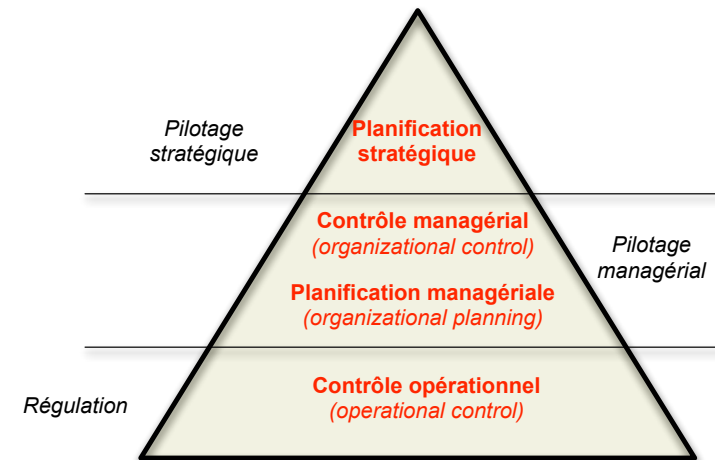 Pilotage
stratégique
Planification
stratégique
Contrôle managérial
(organizational control)
Planification managériale
(organizational planning)
Pilotage
managérial
Régulation
Contrôle opérationnel
(operational control)